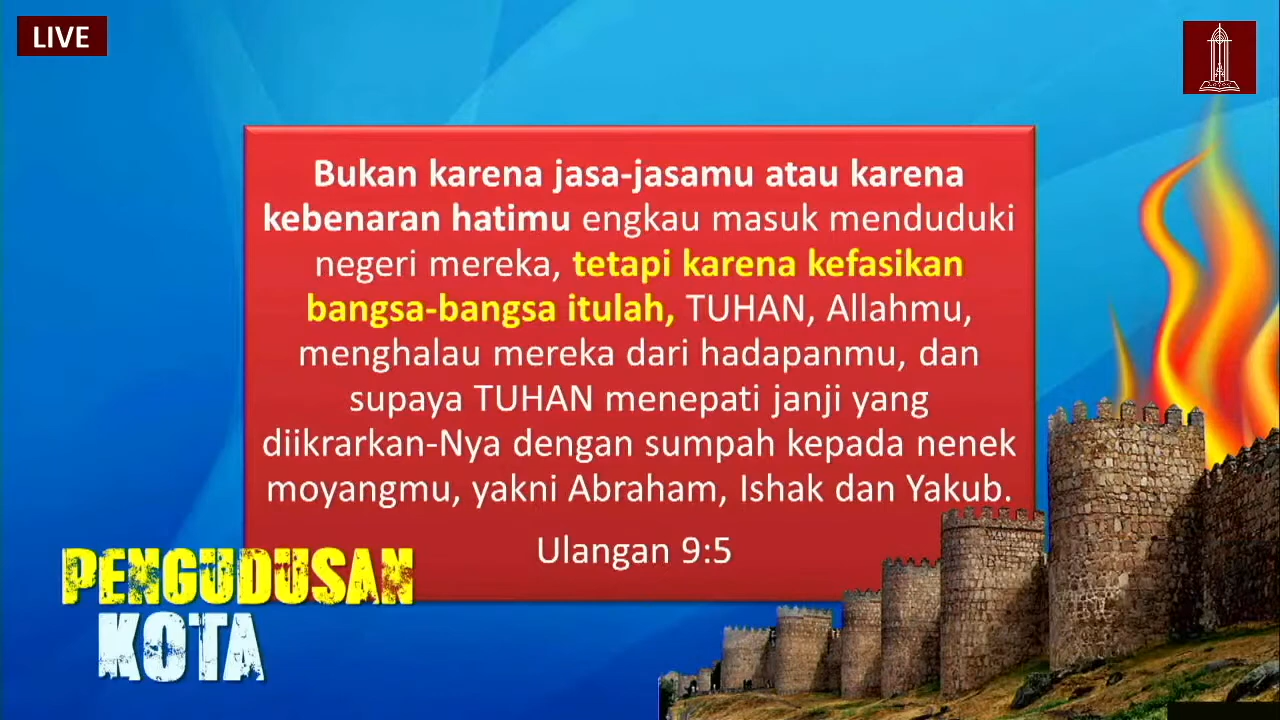 LIVE
Bukan karena jasa-jasamu atau karena
kebenaran hatimu engkau masuk menduduki
negeri mereka, tetapi karena kefasikan
bangsa-bangsa itulah, TUHAN, Allahmu,
menghalau mereka dari hadapanmu, dan
supaya TUHAN menepati janji yang
diikrarkan-Nya dengan sumpah kepada nenek
moyangmu, yakni Abraham, Ishak dan Yakub.
Ulangan 9:5
PENGUDUSAN
KOTA